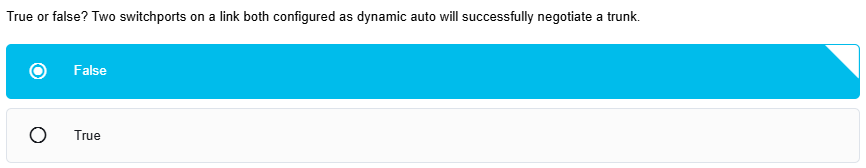 True or false? Two switchports on a link both configured as dynamic auto will successfully negotiate a trunk.
False
True